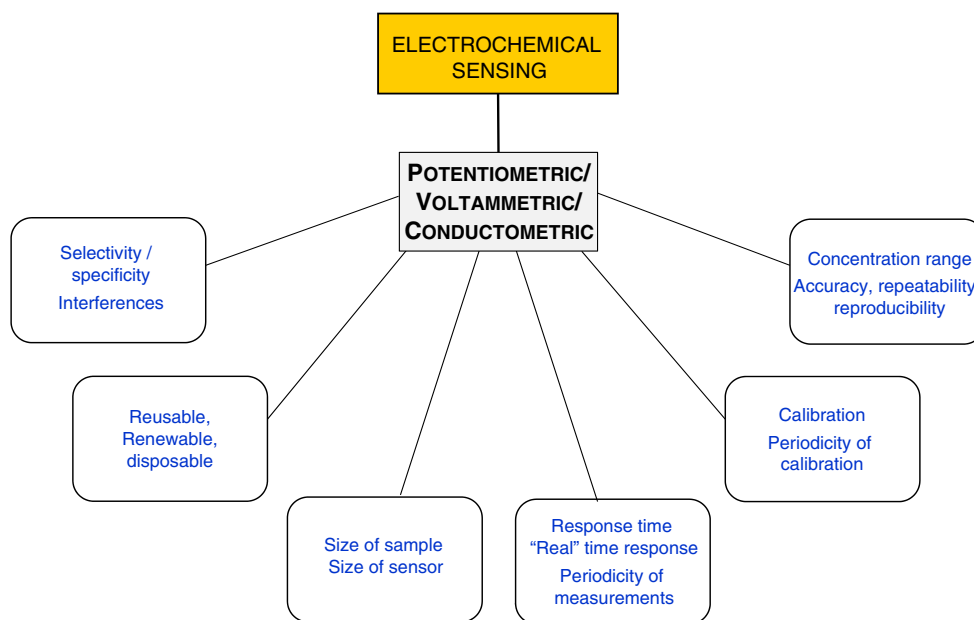 ELECTROCHEMICAL
SENSING
POTENTIOMETRIC/
VOLTAMMETRIC/
CONDUCTOMETRIC
Selectivity /
specificity
Interferences
Concentration range
Accuracy, repeatability
reproducibility
Reusable,
Renewable,
disposable
Calibration
Periodicity of
calibration
Size of sample
Size of sensor
Response time
“Real” time response
Periodicity of
measurements